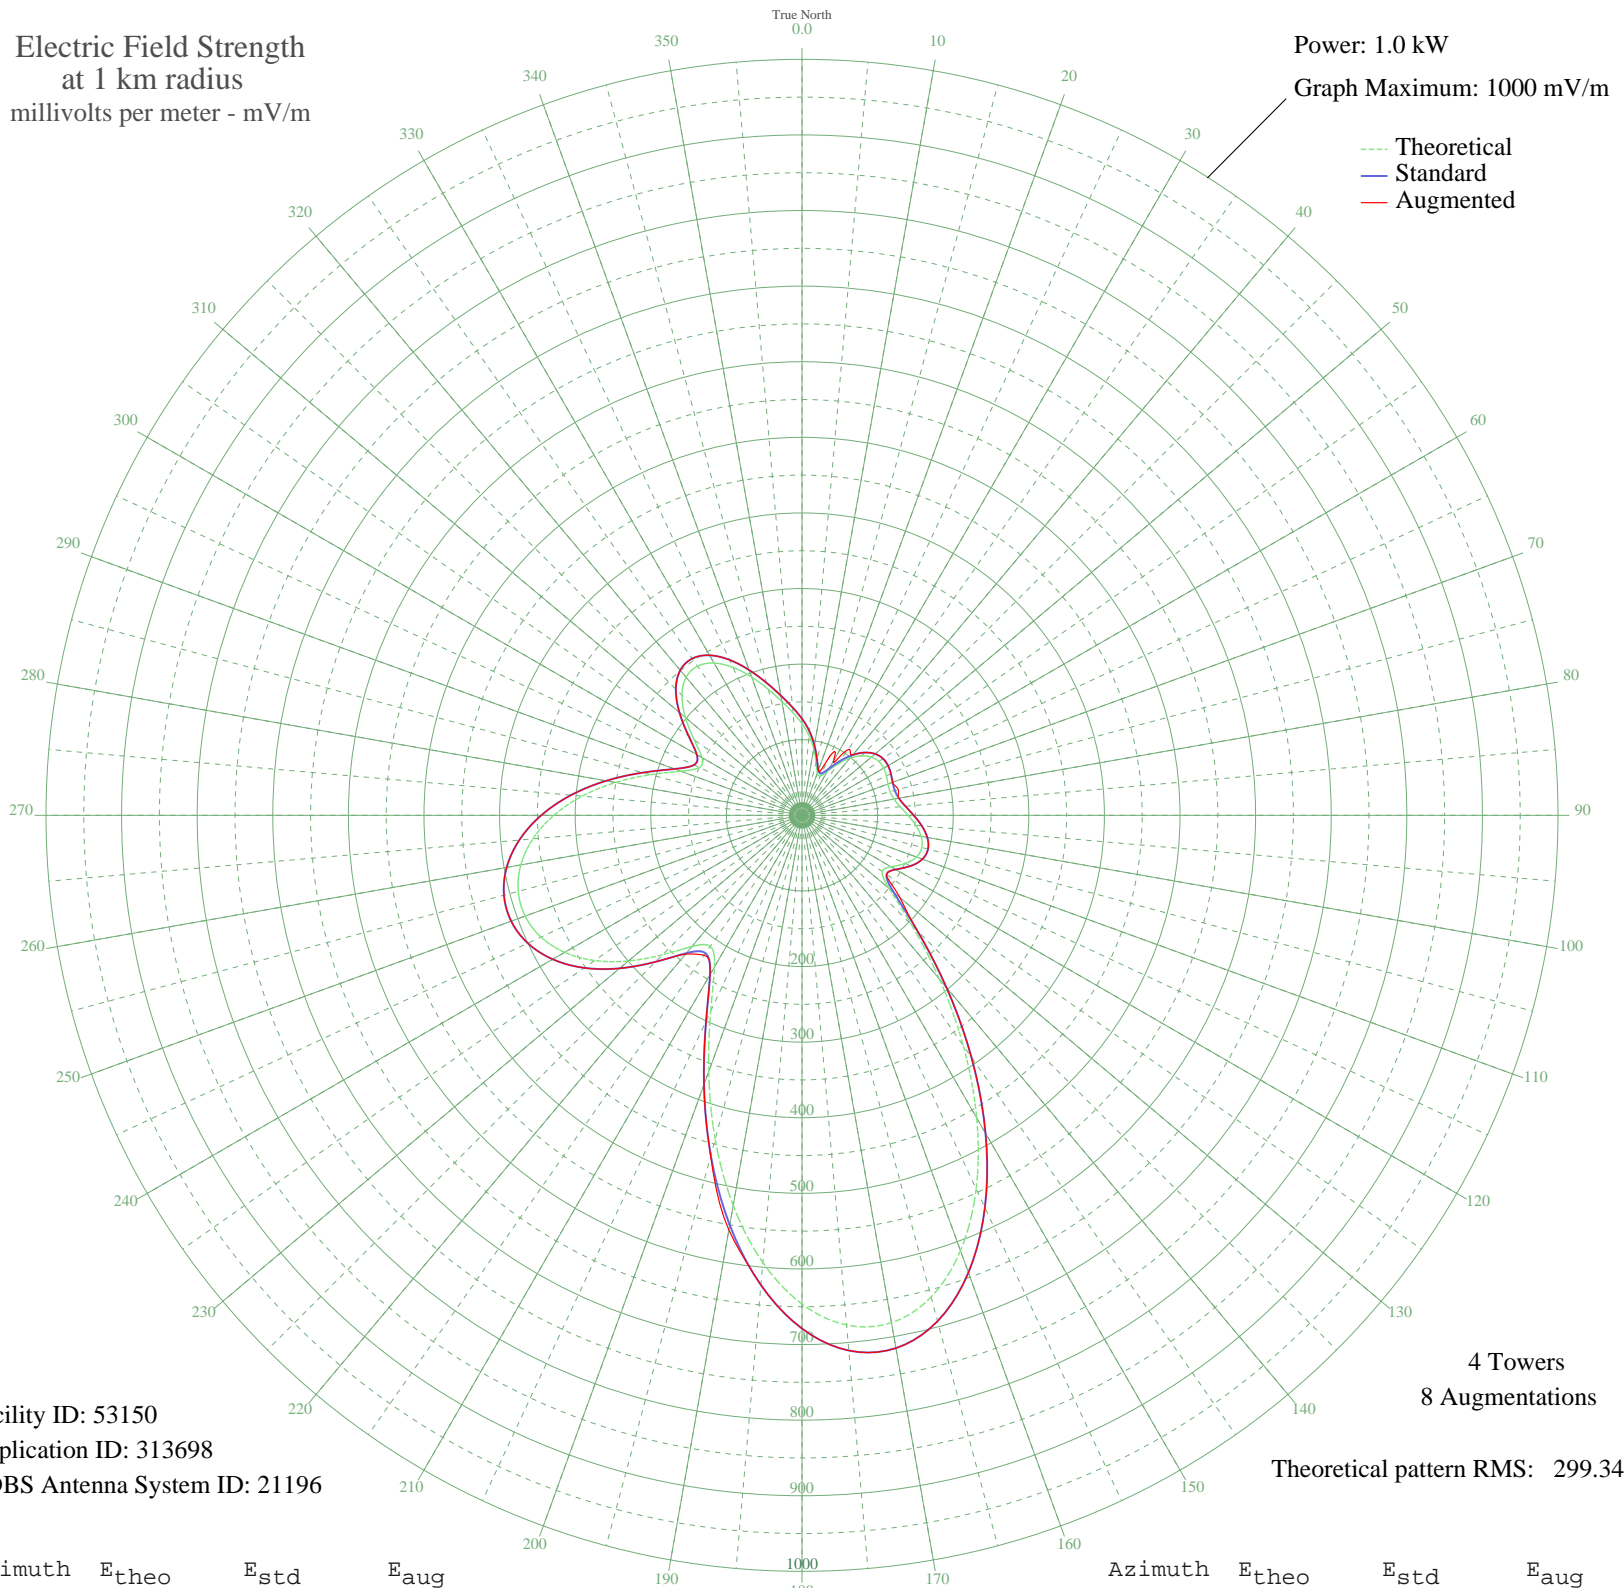 True North
Electric Field Strength
at 1 km radius
millivolts per meter - mV/m
Power: 1.0 kW
Graph Maximum: 1000 mV/m
Theoretical
Standard
Augmented
0.0
10
20
30
40
50
60
70
80
90
100
110
120
130
140
150
160
170
190
200
210
220
230
240
250
260
270
280
290
300
310
320
330
340
350
200
300
400
500
600
700
800
900
1000
4 Towers
8 Augmentations
Theoretical pattern RMS: 299.34
cility ID: 53150
plication ID: 313698
DBS Antenna System ID: 21196
imuth Etheo Estd Eaug Azimuth Etheo Estd Eaug